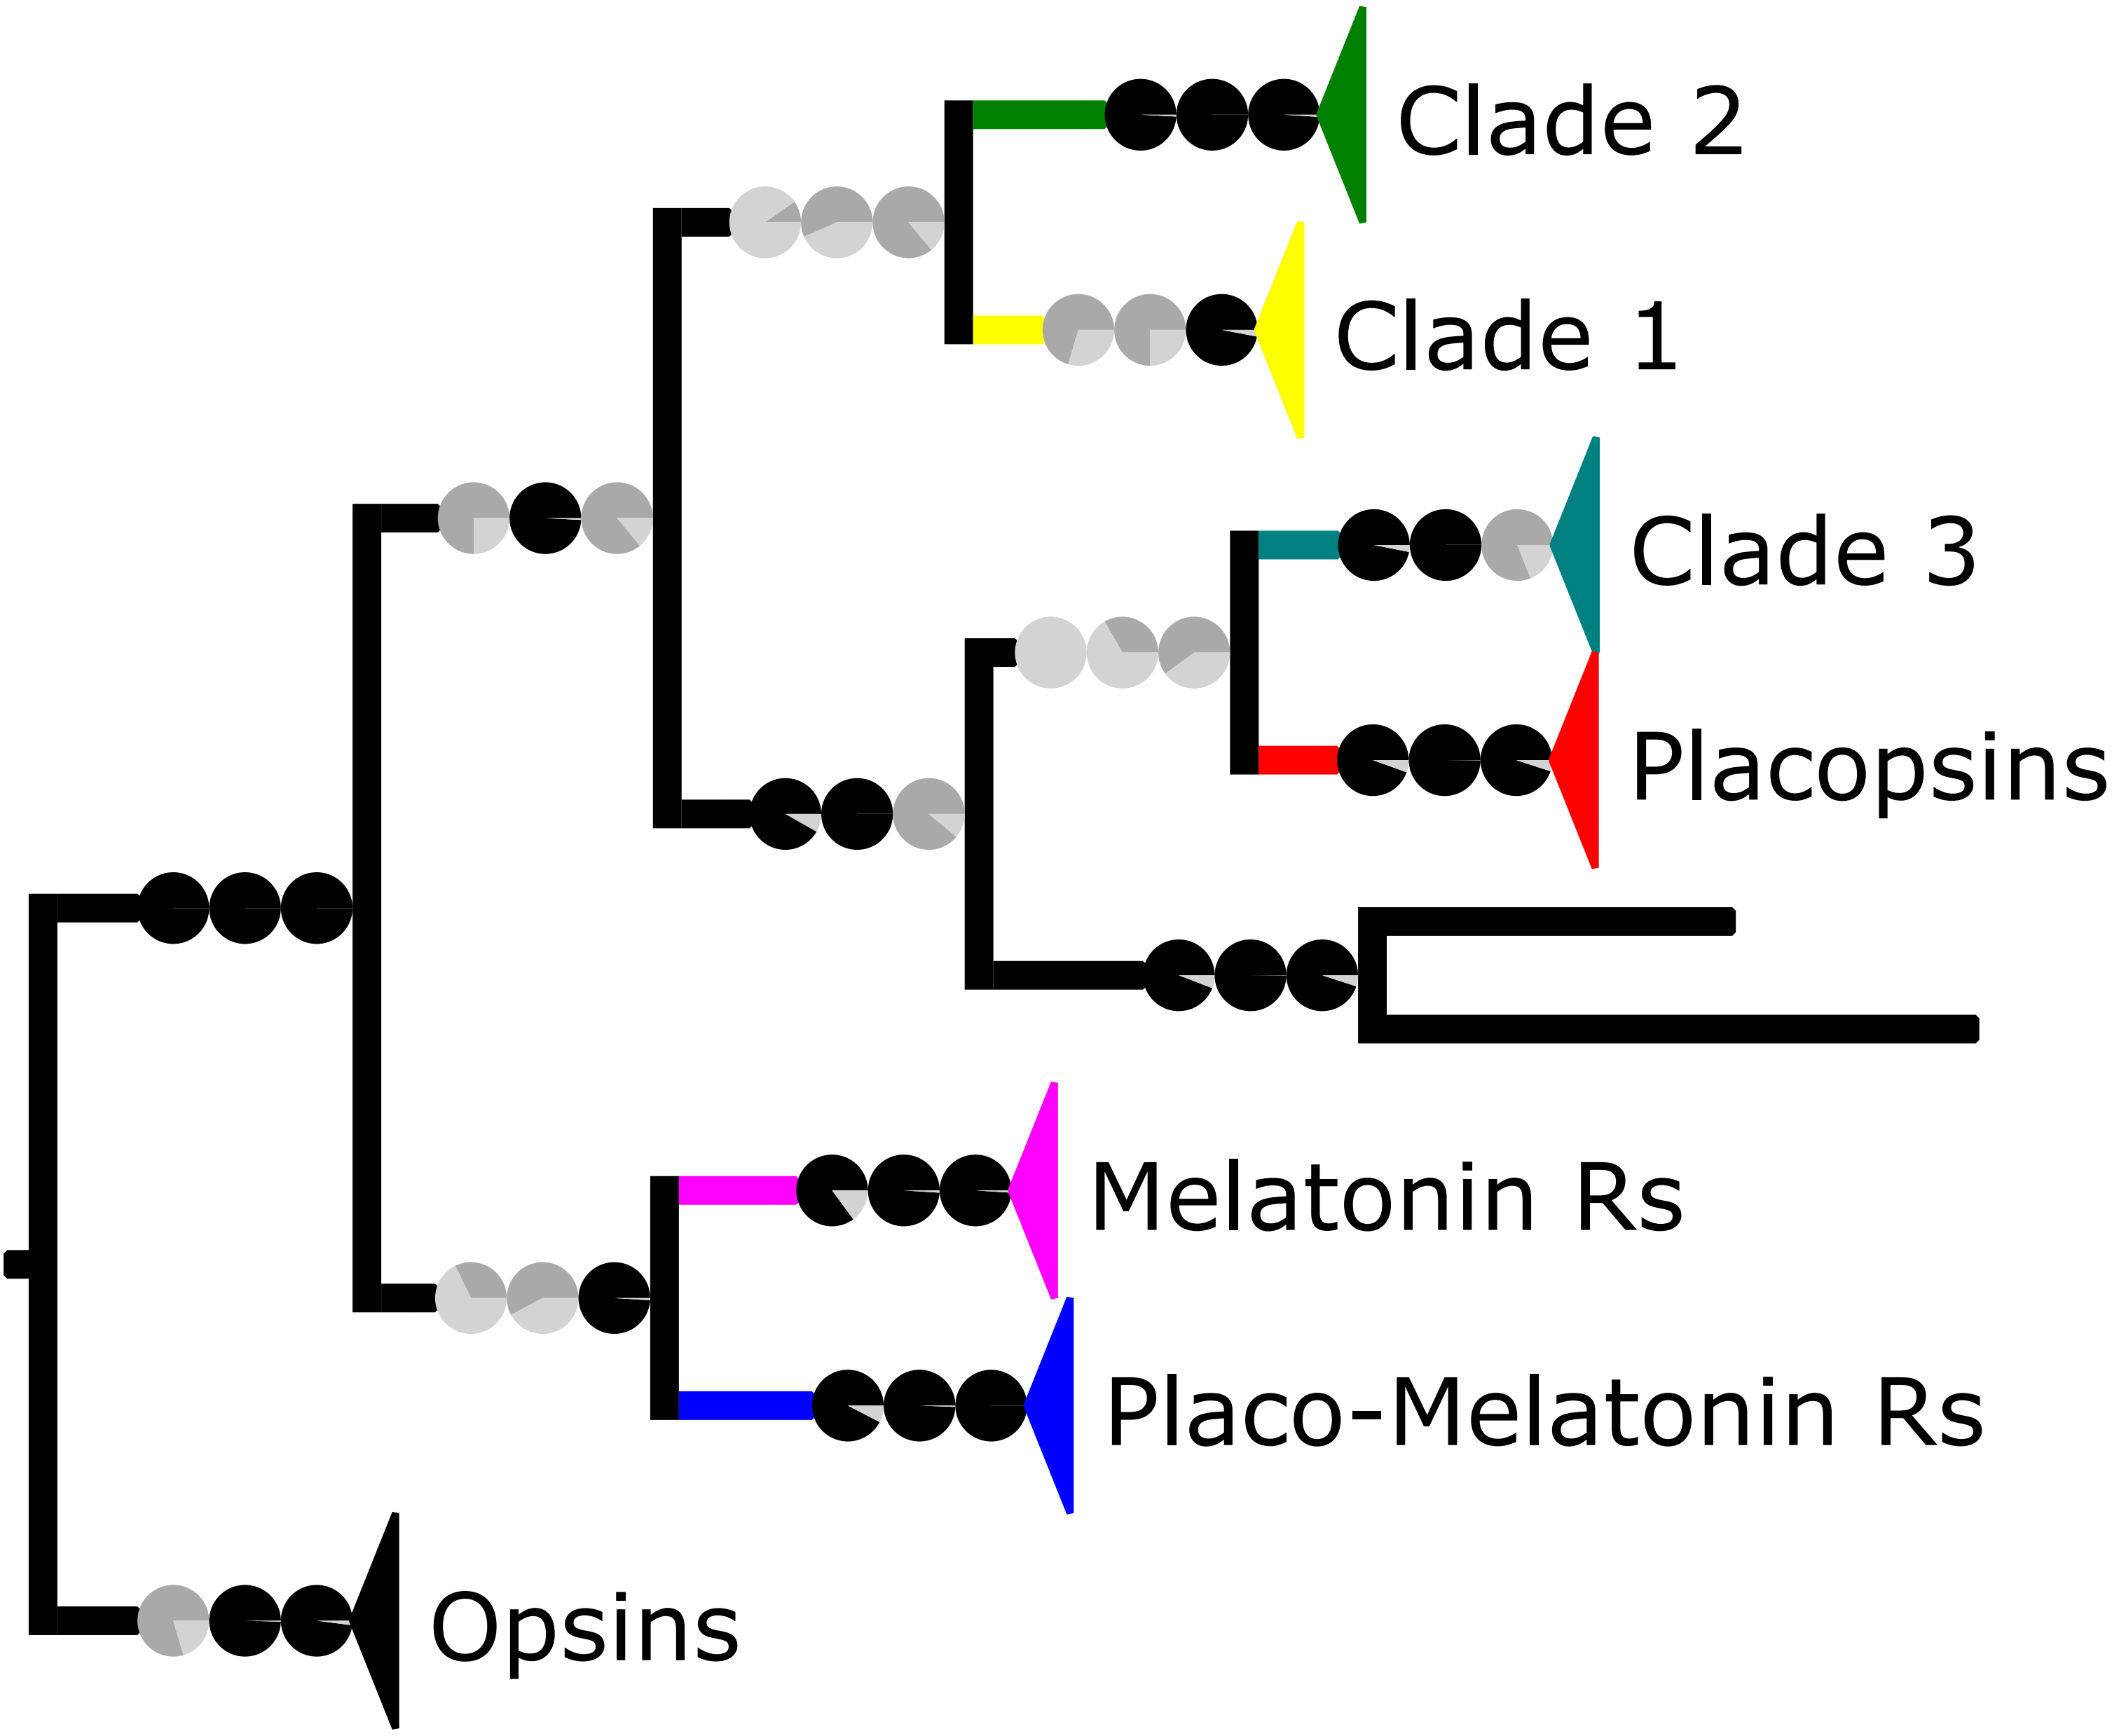 Clade 2
Clade 1
Clade 3
Placopsins
Melatonin Rs
Placo-Melatonin Rs
Opsins